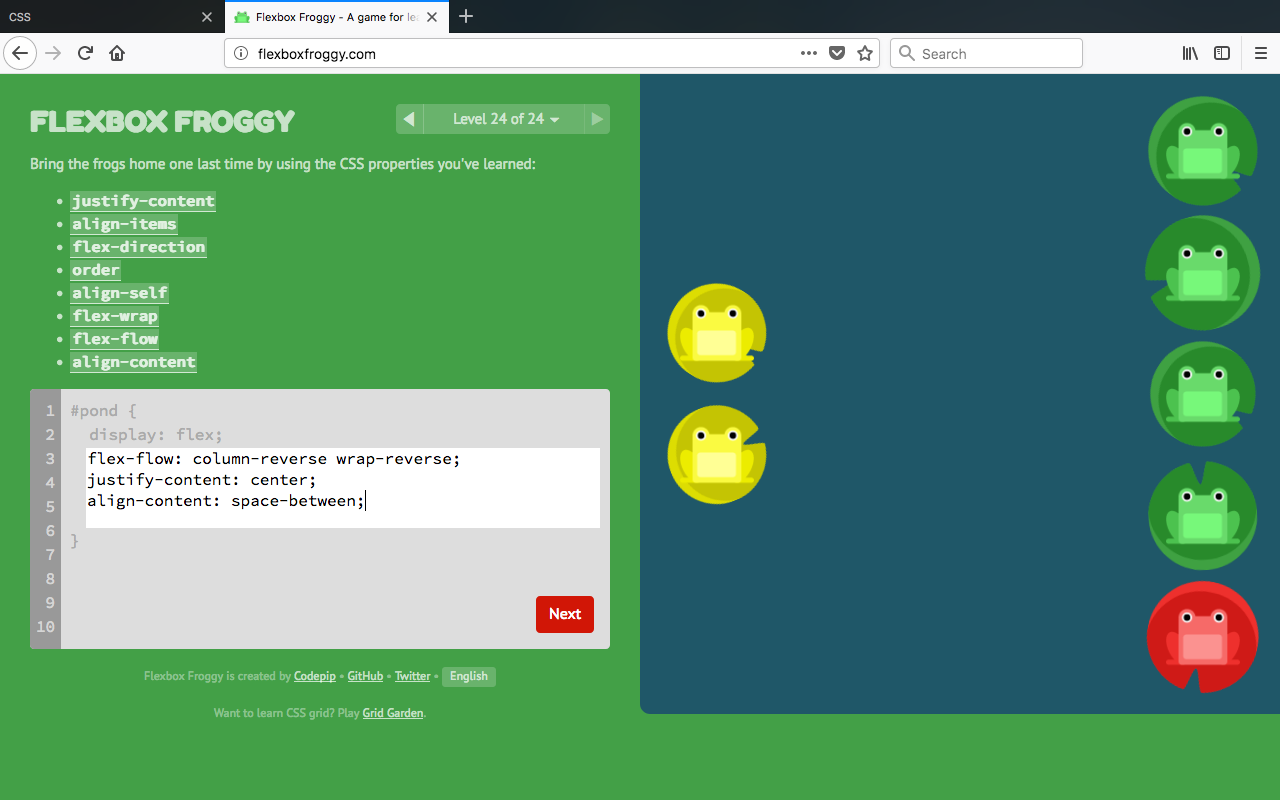 CSS
Flexbox Froggy - A game for le
flexboxfroggy.com
Search
FLEXBOX FROGGY
Level 24 of 24
Bring the frogs home one last time by using the CSS properties you've learned:
• justify-content
• align-items
• flex-direction
• order
• align-self
• flex-wrap
• flex-flow
• align-content
1 #pond {
2 display: flex;
3 flex-flow: column-reverse wrap-reverse;
4 justify-content: center;
5 align-content: space-between;
6 }
7
8
9
10
Next
Flexbox Froggy is created by Codepip • GitHub • Twitter • English
Want to learn CSS grid? Play Grid Garden.